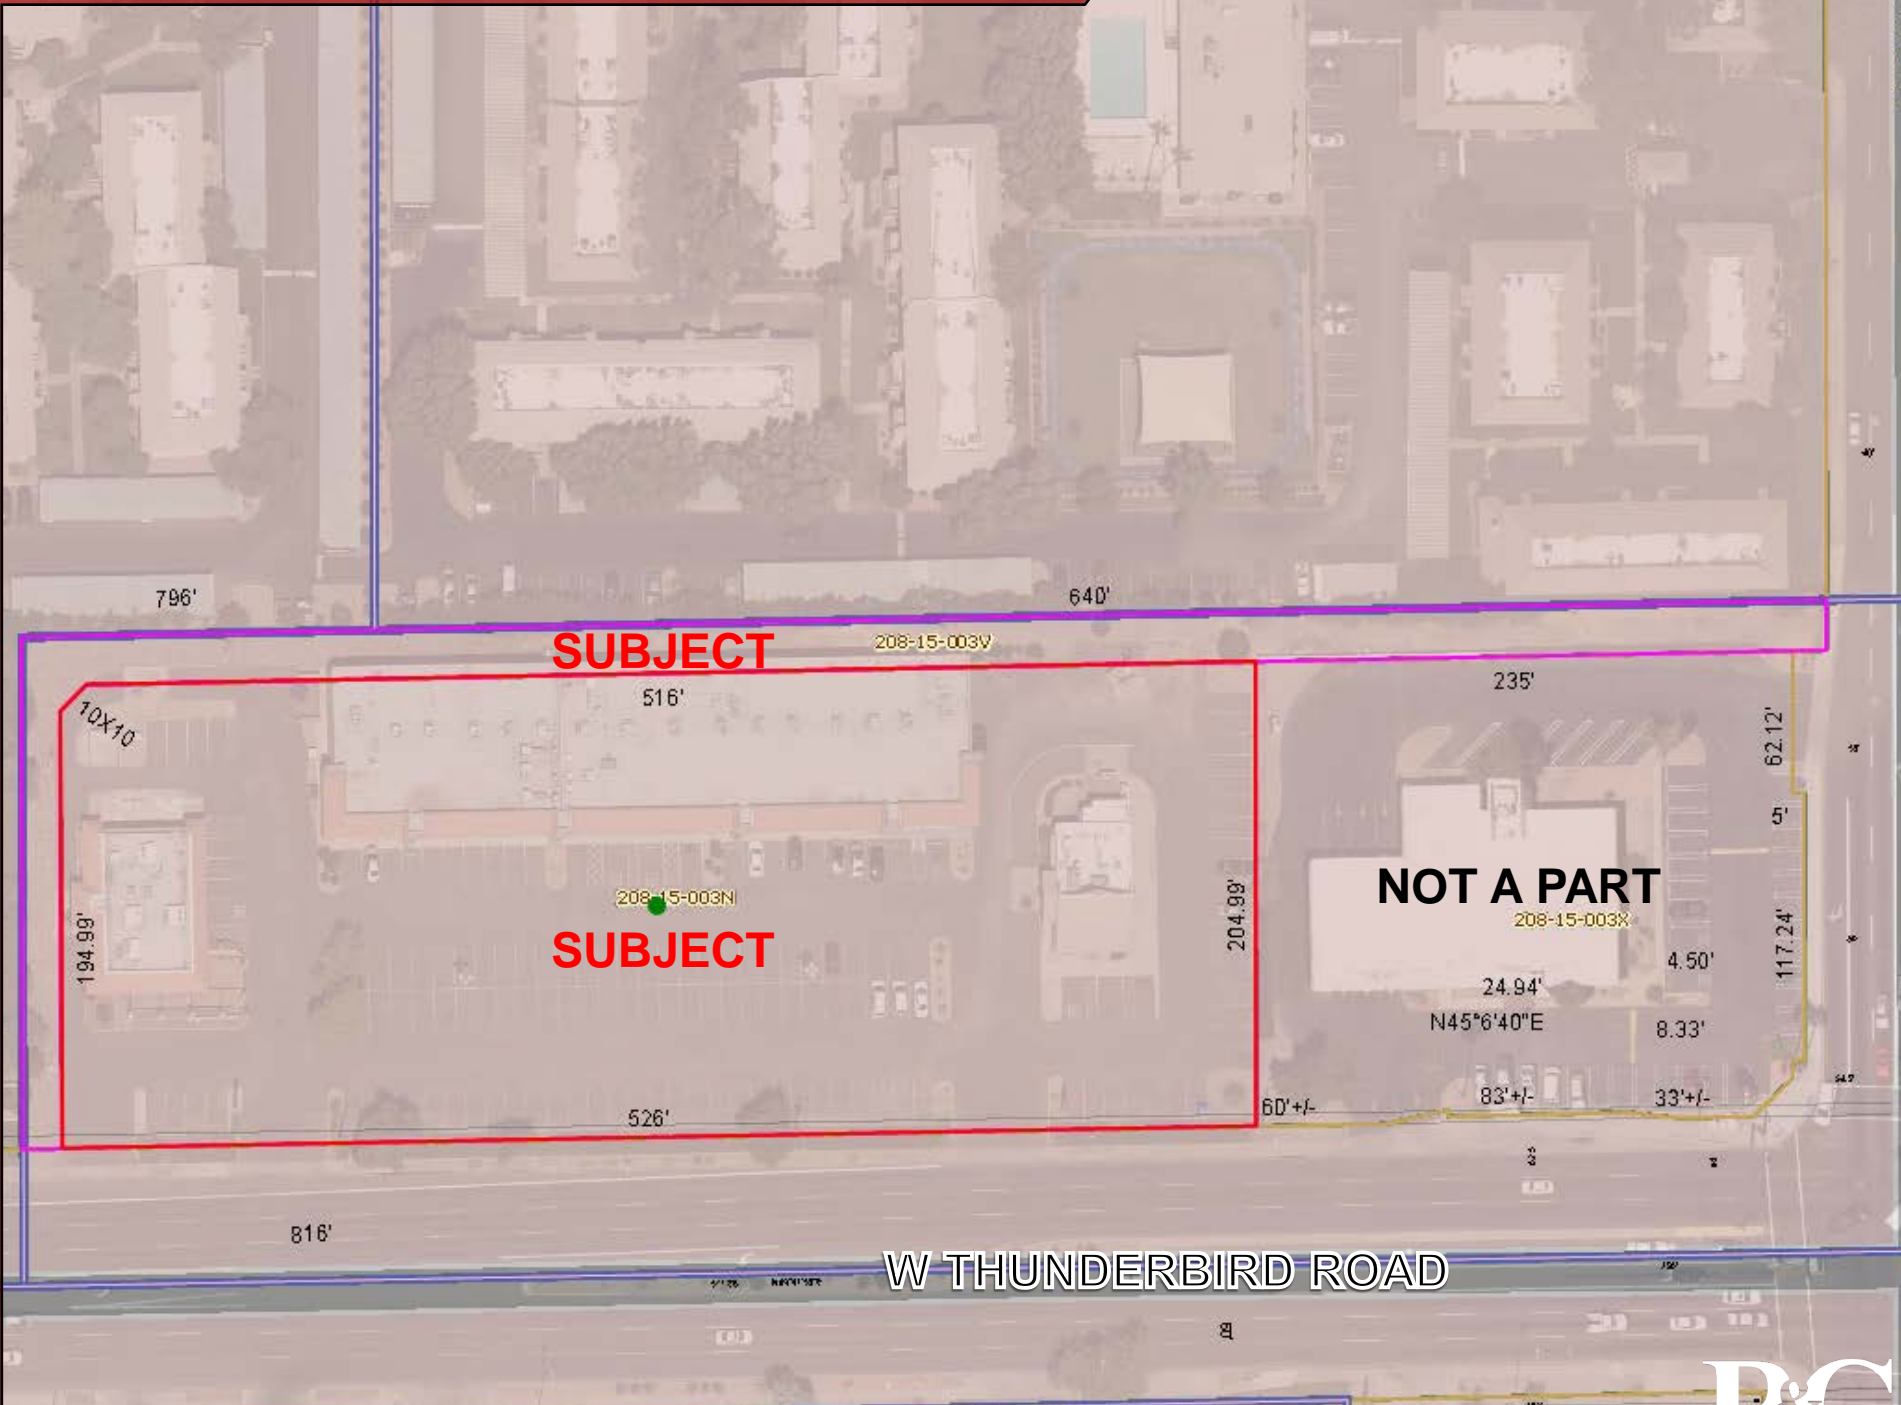 796'
640'
SUBJECT
208-15-003V
516'
235'
10X10
62.12'
5'
208-15-003N
NOT A PART
208-15-003X
SUBJECT
194.99'
204.99'
117.24'
4.50'
24.94'
N45°6'40"E
8.33'
526'
60'+/-
83'+/-
33'+/-
816'
W THUNDERBIRD ROAD